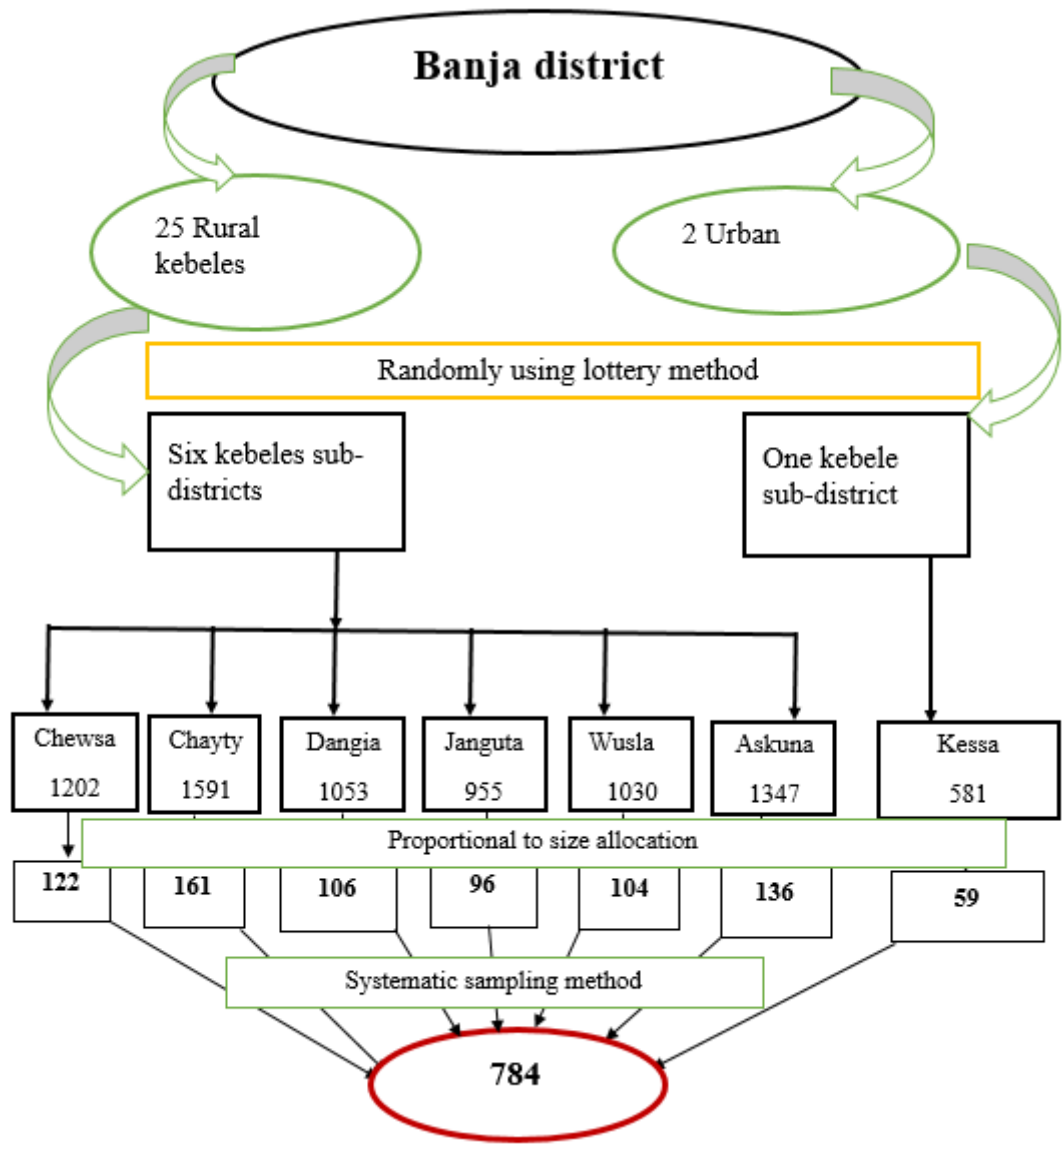 Banja district
25 Rural
kebeles
2 Urban
Randomly using lottery method
Six kebeles sub-
districts
One kebele
sub-district
Chewsa
1202
Chayty
1591
Dangia
1053
Janguta
955
Wusla
1030
Askuna
1347
Kessa
581
Proportional to size allocation
122
161
106
96
104
136
59
Systematic sampling method
784